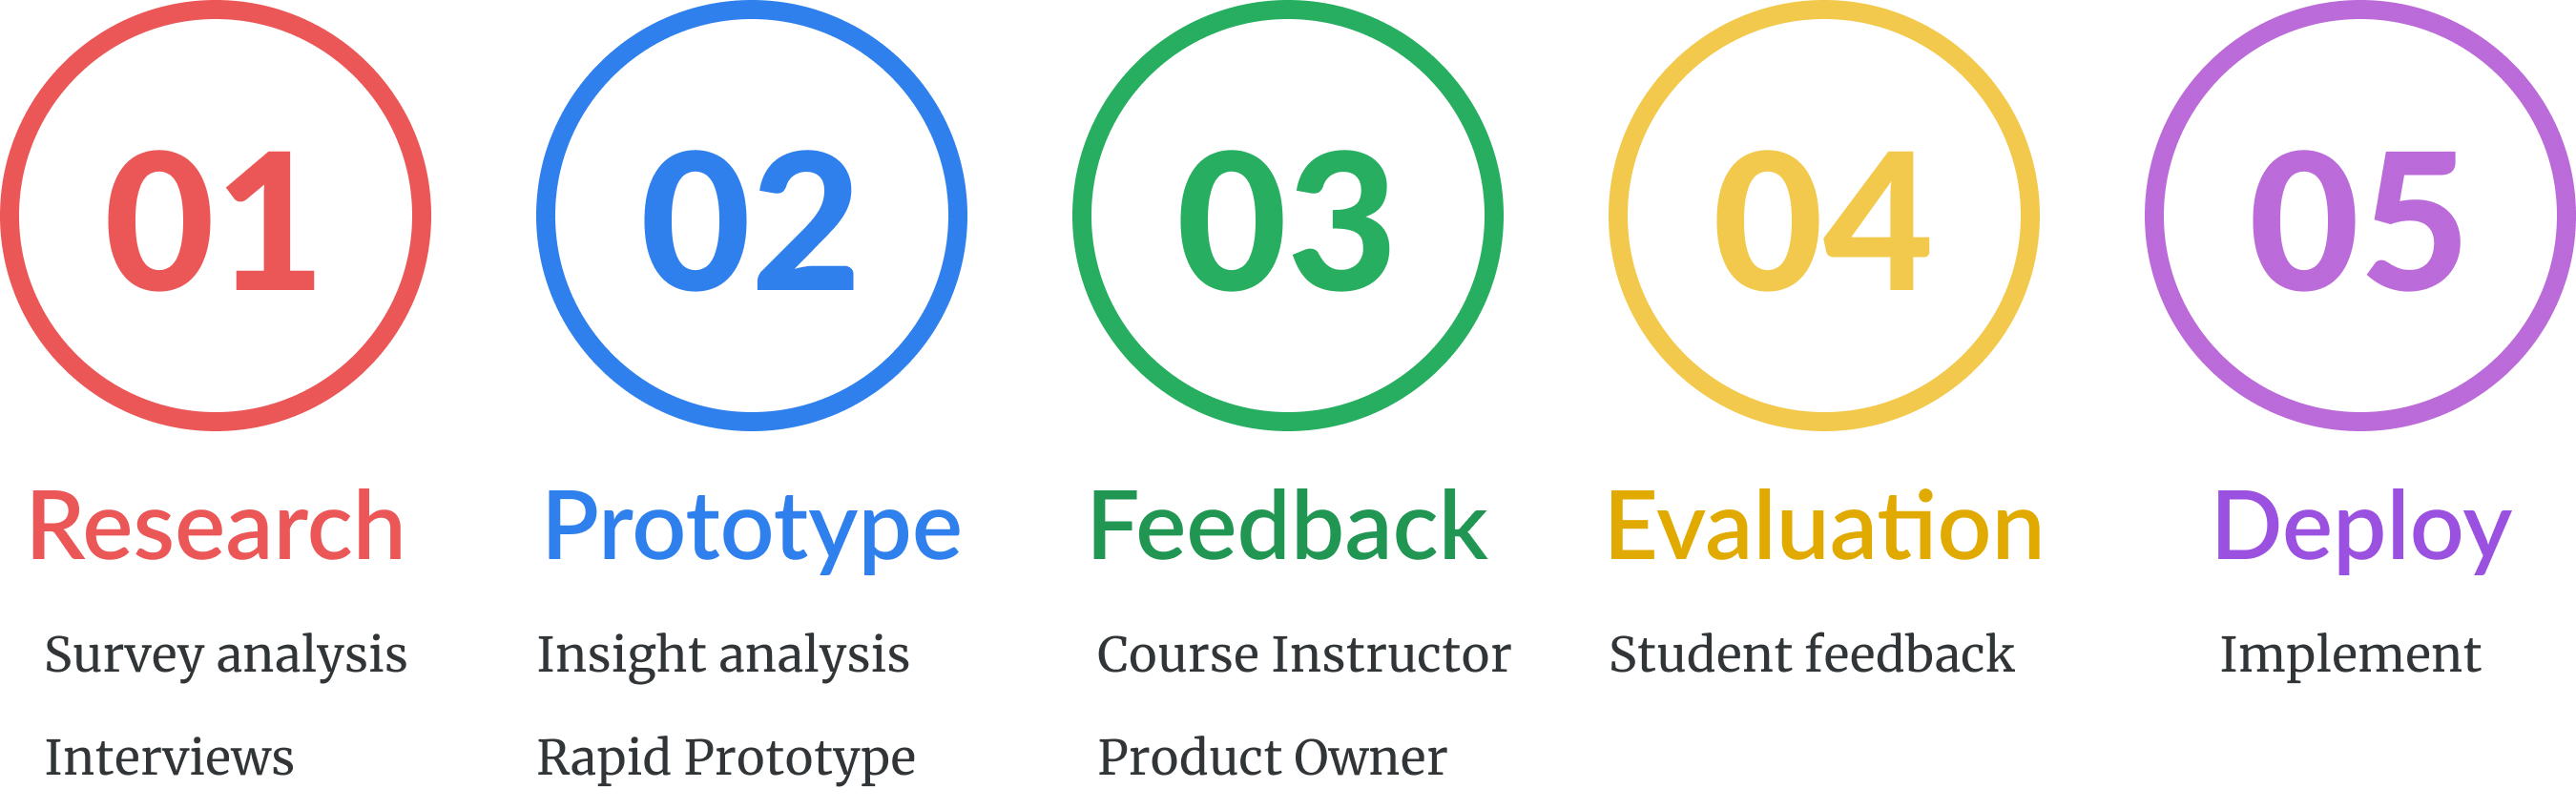 01
02
03
04
05
Research
Prototype
Feedback
Evaluation
Deploy
Survey analysis
Insight analysis
Course Instructor
Student feedback
Implement
Interviews
Rapid Prototype
Product Owner